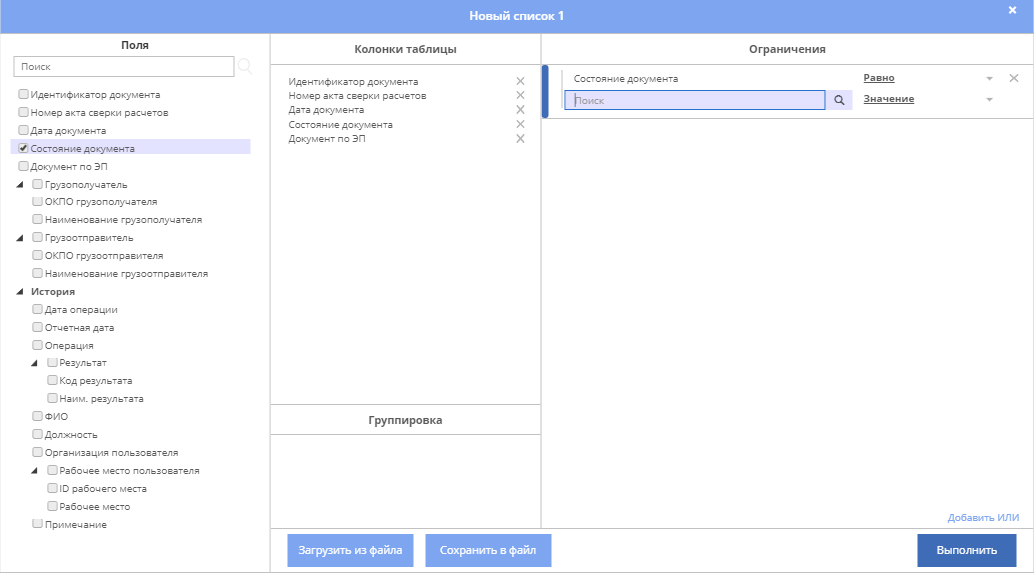 Новый список 1
Поля
Поиск
Идентификатор документа
Номер акта сверки расчетов
Дата документа
Состояние документа
Документ по ЭП
Грузополучатель
ОКПО грузополучателя
Наименование грузополучателя
Грузоотправитель
ОКПО грузоотправителя
Наименование грузоотправителя
История
Дата операции
Отчетная дата
Операция
Результат
Код результата
Наим. результата
ФИО
Должность
Организация пользователя
Рабочее место пользователя
ID рабочего места
Рабочее место
Примечание
Колонки таблицы
Идентификатор документа
Номер акта сверки расчетов
Дата документа
Состояние документа
Документ по ЭП
Группировка
Ограничения
Состояние документа Равно
Поиск Значение
Добавить ИЛИ
Загрузить из файла Сохранить в файл Выполнить